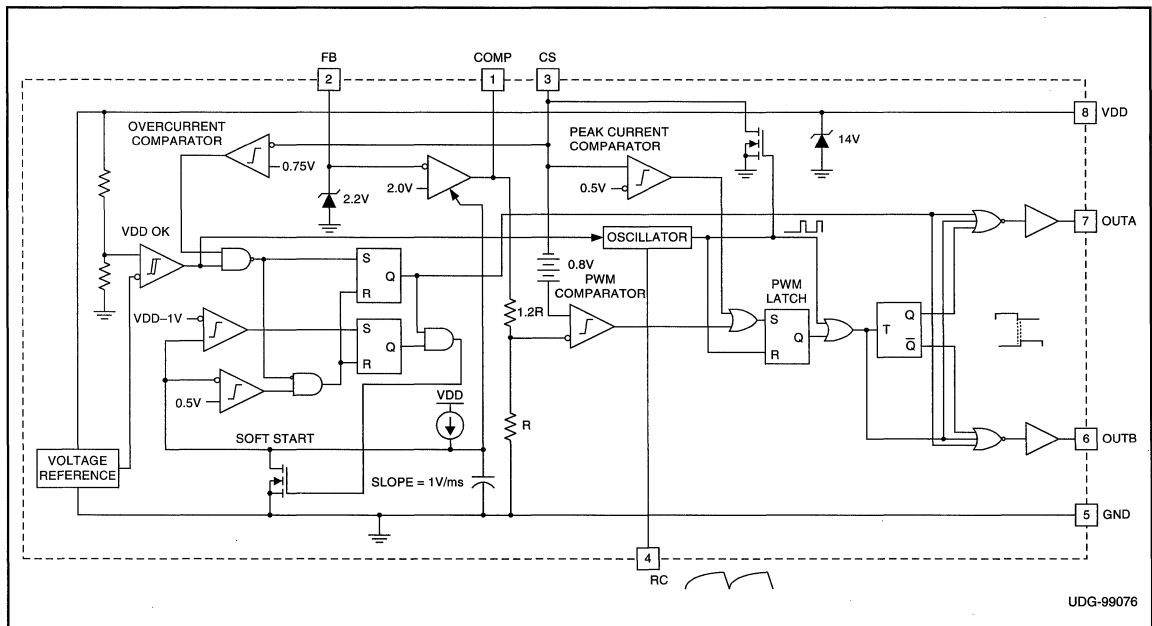 FB
COMP
CS
2
1
3
8
VDD
OVERCURRENT
COMPARATOR
PEAK CURRENT
COMPARATOR
14V
0.75V
0.5V
2.2V
2.0V
7
OUTA
VDD OK
OSCILLATOR
S
Q
R
0.8V
PWM
COMPARATOR
PWM
LATCH
1.2R
VDD–1V
S
Q
R
S
Q
R
T
Q
Q̅
0.5V
VDD
R
6
OUTB
SOFT START
VOLTAGE
REFERENCE
SLOPE = 1V/ms
5
GND
4
RC
UDG-99076